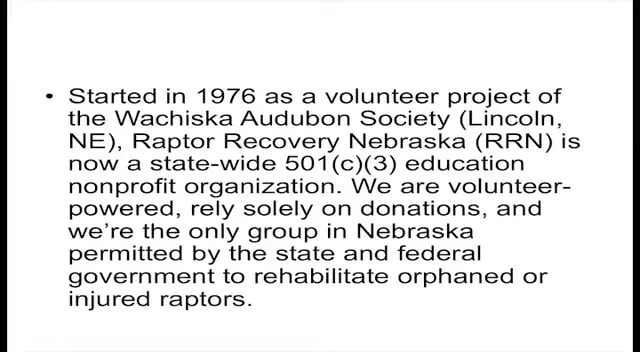 • Started in 1976 as a volunteer project of
the Wachiska Audubon Society (Lincoln,
NE), Raptor Recovery Nebraska (RRN) is
now a state-wide 501(c)(3) education
nonprofit organization. We are volunteer-
powered, rely solely on donations, and
we’re the only group in Nebraska
permitted by the state and federal
government to rehabilitate orphaned or
injured raptors.